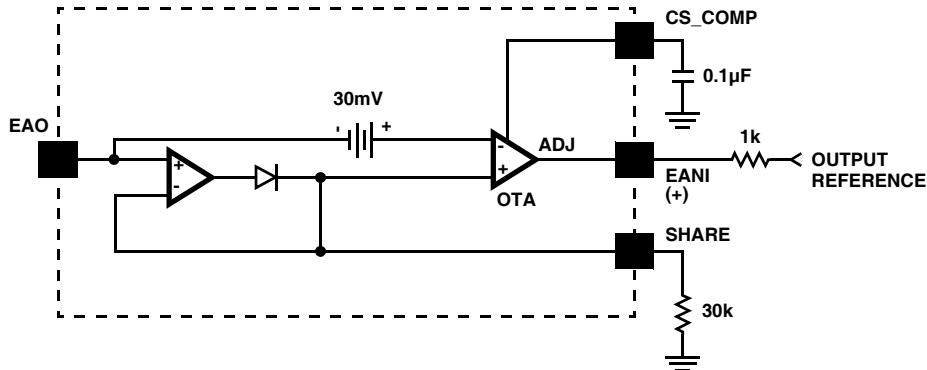 CS_COMP
0.1µF
30mV
- +
EAO
1k
- ADJ
OUTPUT
REFERENCE
+
-
+
OTA
EANI
(+)
SHARE
30k